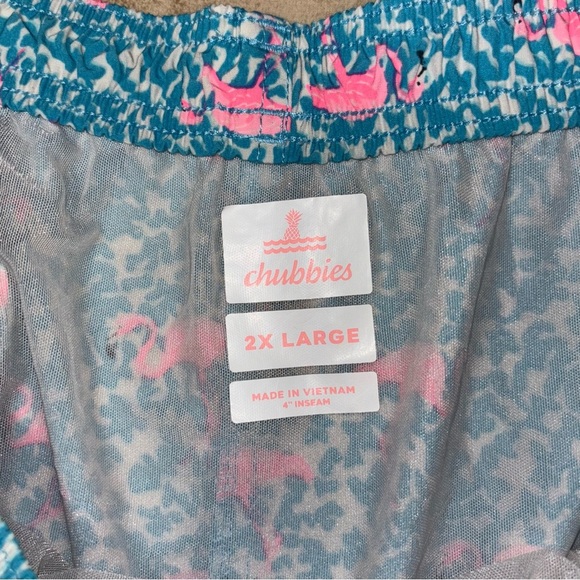 chubbies
2X LARGE
MADE IN VIETNAM
4" INSEAM